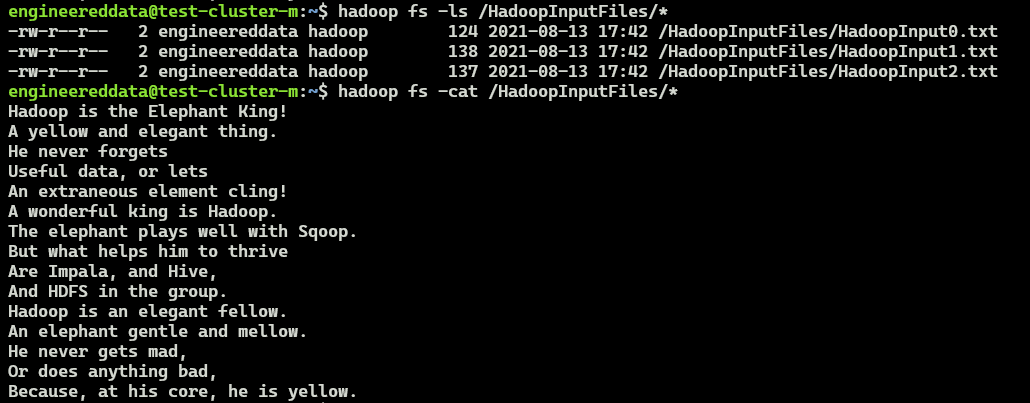 engineereddata@test-cluster-m:~$ hadoop fs -ls /HadoopInputFiles/*
-rw-r--r--   2 engineereddata hadoop        124 2021-08-13 17:42 /HadoopInputFiles/HadoopInput0.txt
-rw-r--r--   2 engineereddata hadoop        138 2021-08-13 17:42 /HadoopInputFiles/HadoopInput1.txt
-rw-r--r--   2 engineereddata hadoop        137 2021-08-13 17:42 /HadoopInputFiles/HadoopInput2.txt
engineereddata@test-cluster-m:~$ hadoop fs -cat /HadoopInputFiles/*
Hadoop is the Elephant King!
A yellow and elegant thing.
He never forgets
Useful data, or lets
An extraneous element cling!
A wonderful king is Hadoop.
The elephant plays well with Sqoop.
But what helps him to thrive
Are Impala, and Hive,
And HDFS in the group.
Hadoop is an elegant fellow.
An elephant gentle and mellow.
He never gets mad,
Or does anything bad,
Because, at his core, he is yellow.